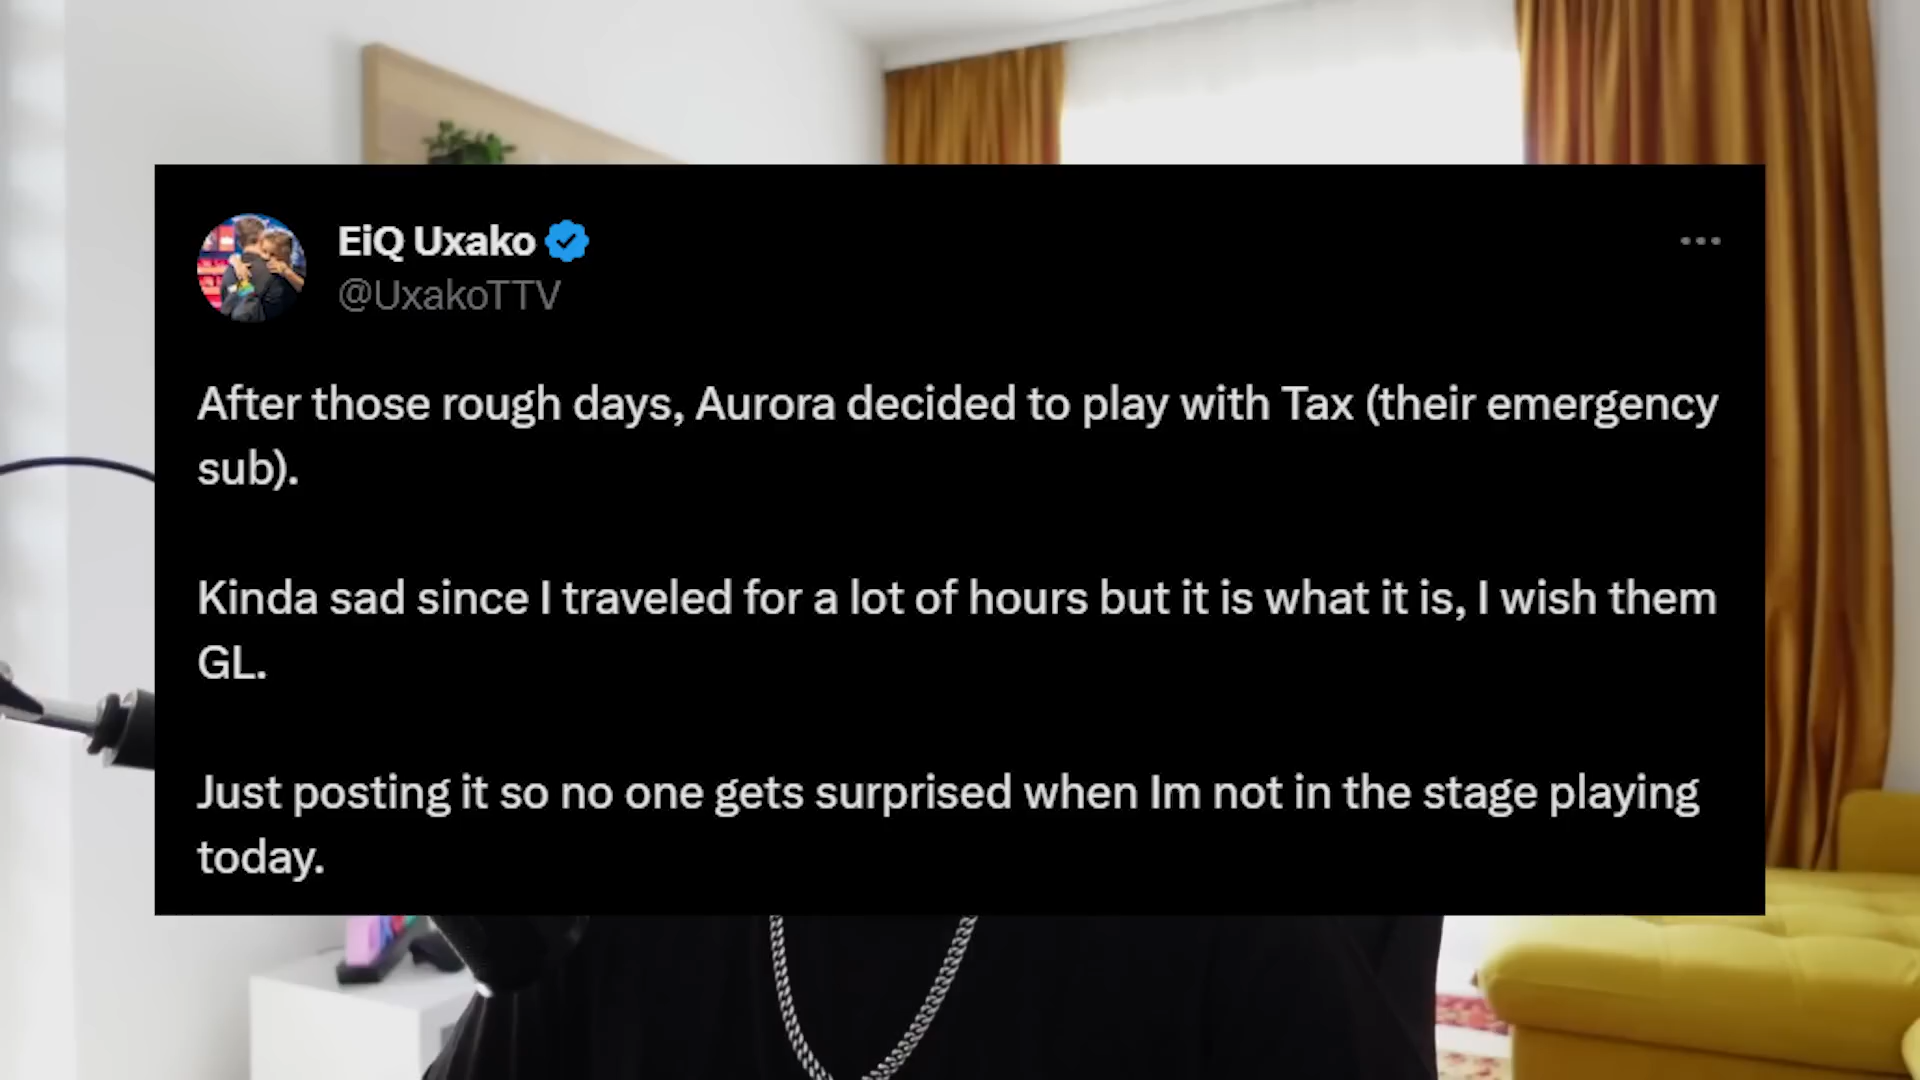 EiQ Uxako
@UxakoTTV
After those rough days, Aurora decided to play with Tax (their emergency
sub).
Kinda sad since I traveled for a lot of hours but it is what it is, I wish them
GL.
Just posting it so no one gets surprised when Im not in the stage playing
today.